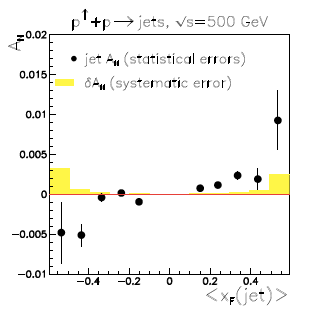 p↑+p → jets, √s=500 GeV
A_N
0.02
jet A_N (statistical errors)
0.015
δA_N (systematic error)
0.01
0.005
0
−0.005
−0.01
−0.4 −0.2 0 0.2 0.4
<x_F(jet)>